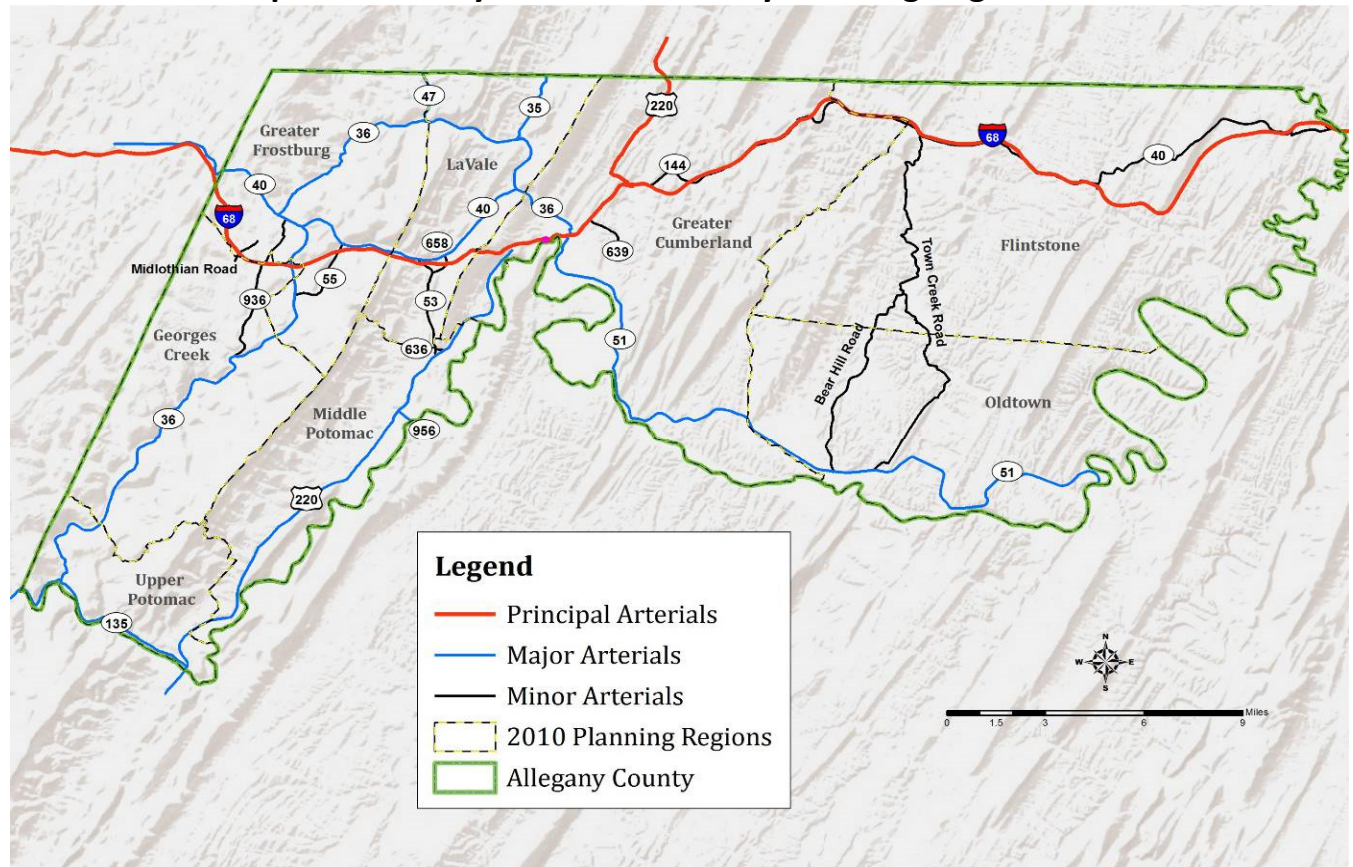 47
35
220
36
Greater
Frostburg
LaVale
68
40
144
40
40
36
68
Greater
Cumberland
Flintstone
658
639
Midlothian Road
55
936
53
Town Creek Road
Georges
Creek
636
51
Bear Hill Road
Oldtown
36
Middle
Potomac
956
51
220
Upper
Potomac
135
Legend
Principal Arterials
Major Arterials
Minor Arterials
2010 Planning Regions
Allegany County
N
W
E
S
0 1.5 3 6 9 Miles